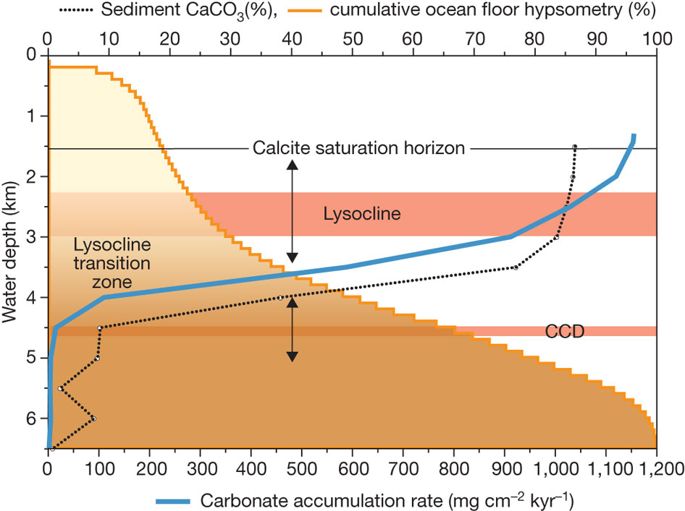 Sediment CaCO₃(%), cumulative ocean floor hypsometry (%)
0 10 20 30 40 50 60 70 80 90 100
0
1
2
3
4
5
6
Water depth (km)
Calcite saturation horizon
Lysocline
Lysocline
transition
zone
CCD
0 100 200 300 400 500 600 700 800 900 1,000 1,100 1,200
Carbonate accumulation rate (mg cm⁻² kyr⁻¹)